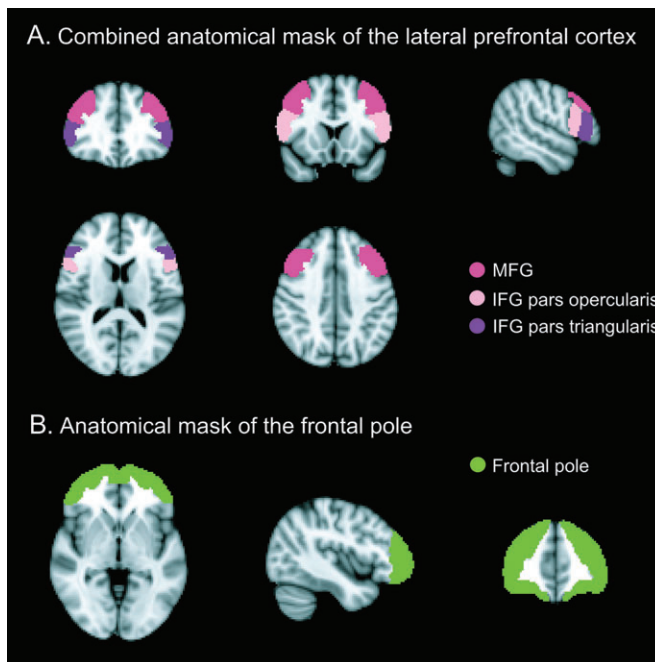 A. Combined anatomical mask of the lateral prefrontal cortex
MFG
IFG pars opercularis
IFG pars triangularis
B. Anatomical mask of the frontal pole
Frontal pole